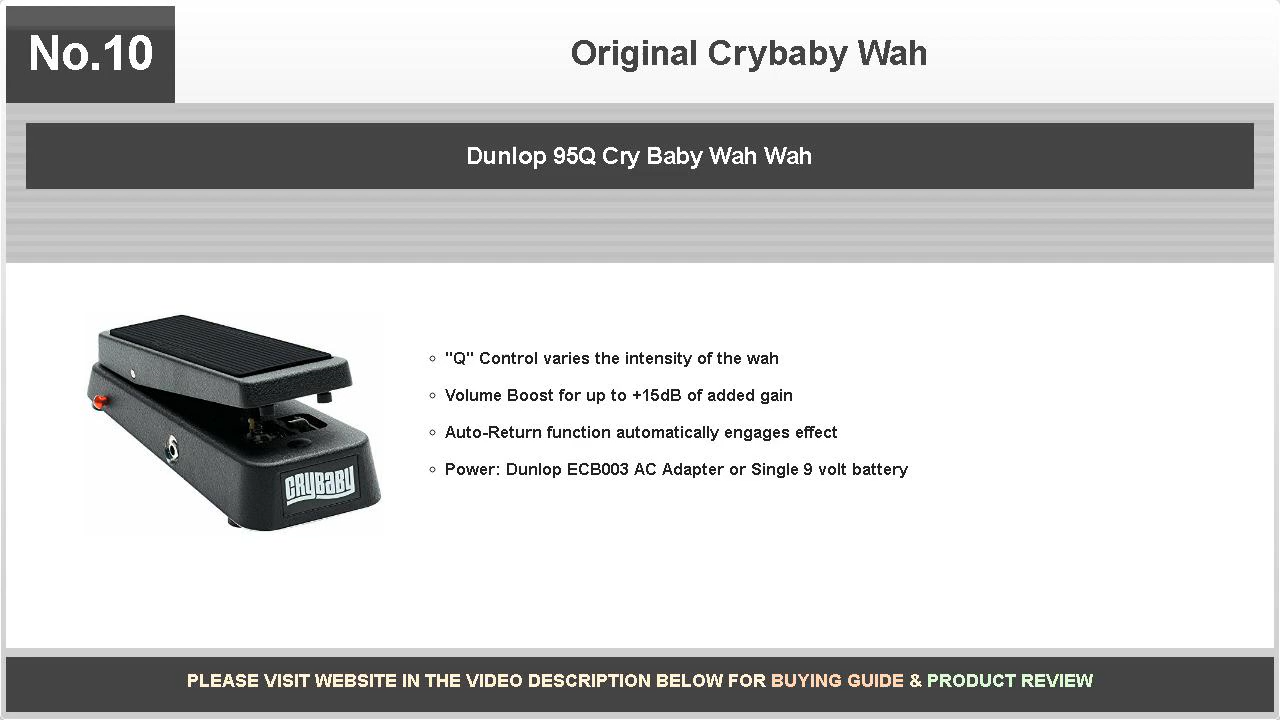 No.10
Original Crybaby Wah
Dunlop 95Q Cry Baby Wah Wah
"Q" Control varies the intensity of the wah
Volume Boost for up to +15dB of added gain
Auto-Return function automatically engages effect
Power: Dunlop ECB003 AC Adapter or Single 9 volt battery
CRYBABY
PLEASE VISIT WEBSITE IN THE VIDEO DESCRIPTION BELOW FOR BUYING GUIDE & PRODUCT REVIEW